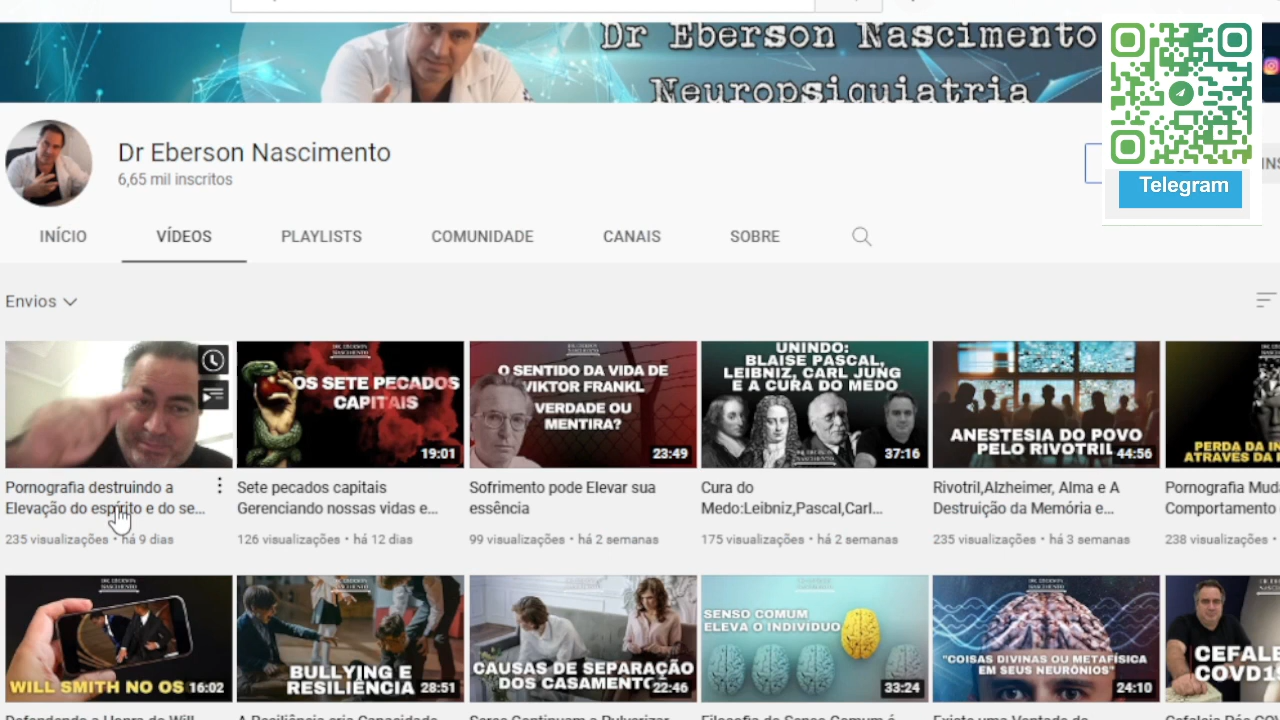 Dr Eberson Nascimento
Neuropsiquiatria
Telegram
Dr Eberson Nascimento
6,65 mil inscritos
INÍCIO
VÍDEOS
PLAYLISTS
COMUNIDADE
CANAIS
SOBRE
Envios
OS SETE PECADOS
CAPITAIS
19:01
O SENTIDO DA VIDA DE
VIKTOR FRANKL
VERDADE OU
MENTIRA?
23:49
UNINDO:
BLAISE PASCAL,
LEIBNIZ, CARL JUNG
E A CURA DO MEDO
37:16
ANESTESIA DO POVO
PELO RIVOTRIL
44:56
PERDA DA
ATRAVÉS DA
Pornografia destruindo a
Elevação do espírito e do se...
235 visualizações • há 9 dias
Sete pecados capitais
Gerenciando nossas vidas e...
126 visualizações • há 12 dias
Sofrimento pode Elevar sua
essência
99 visualizações • há 2 semanas
Cura do
Medo:Leibniz,Pascal,Carl...
175 visualizações • há 2 semanas
Rivotril,Alzheimer, Alma e A
Destruição da Memória e...
235 visualizações • há 3 semanas
Pornografia Mud
Comportamento
238 visualizações •
WILL SMITH NO OS
16:02
BULLYING E
RESILIÊNCIA
28:51
CAUSAS DE SEPARAÇÃO
DOS CASAMENTO
22:46
SENSO COMUM
ELEVA O INDIVIDUO
33:24
"COISAS DIVINAS OU METAFÍSICA
EM SEUS NEURÔNIOS"
24:10
CEFALE
COVD19